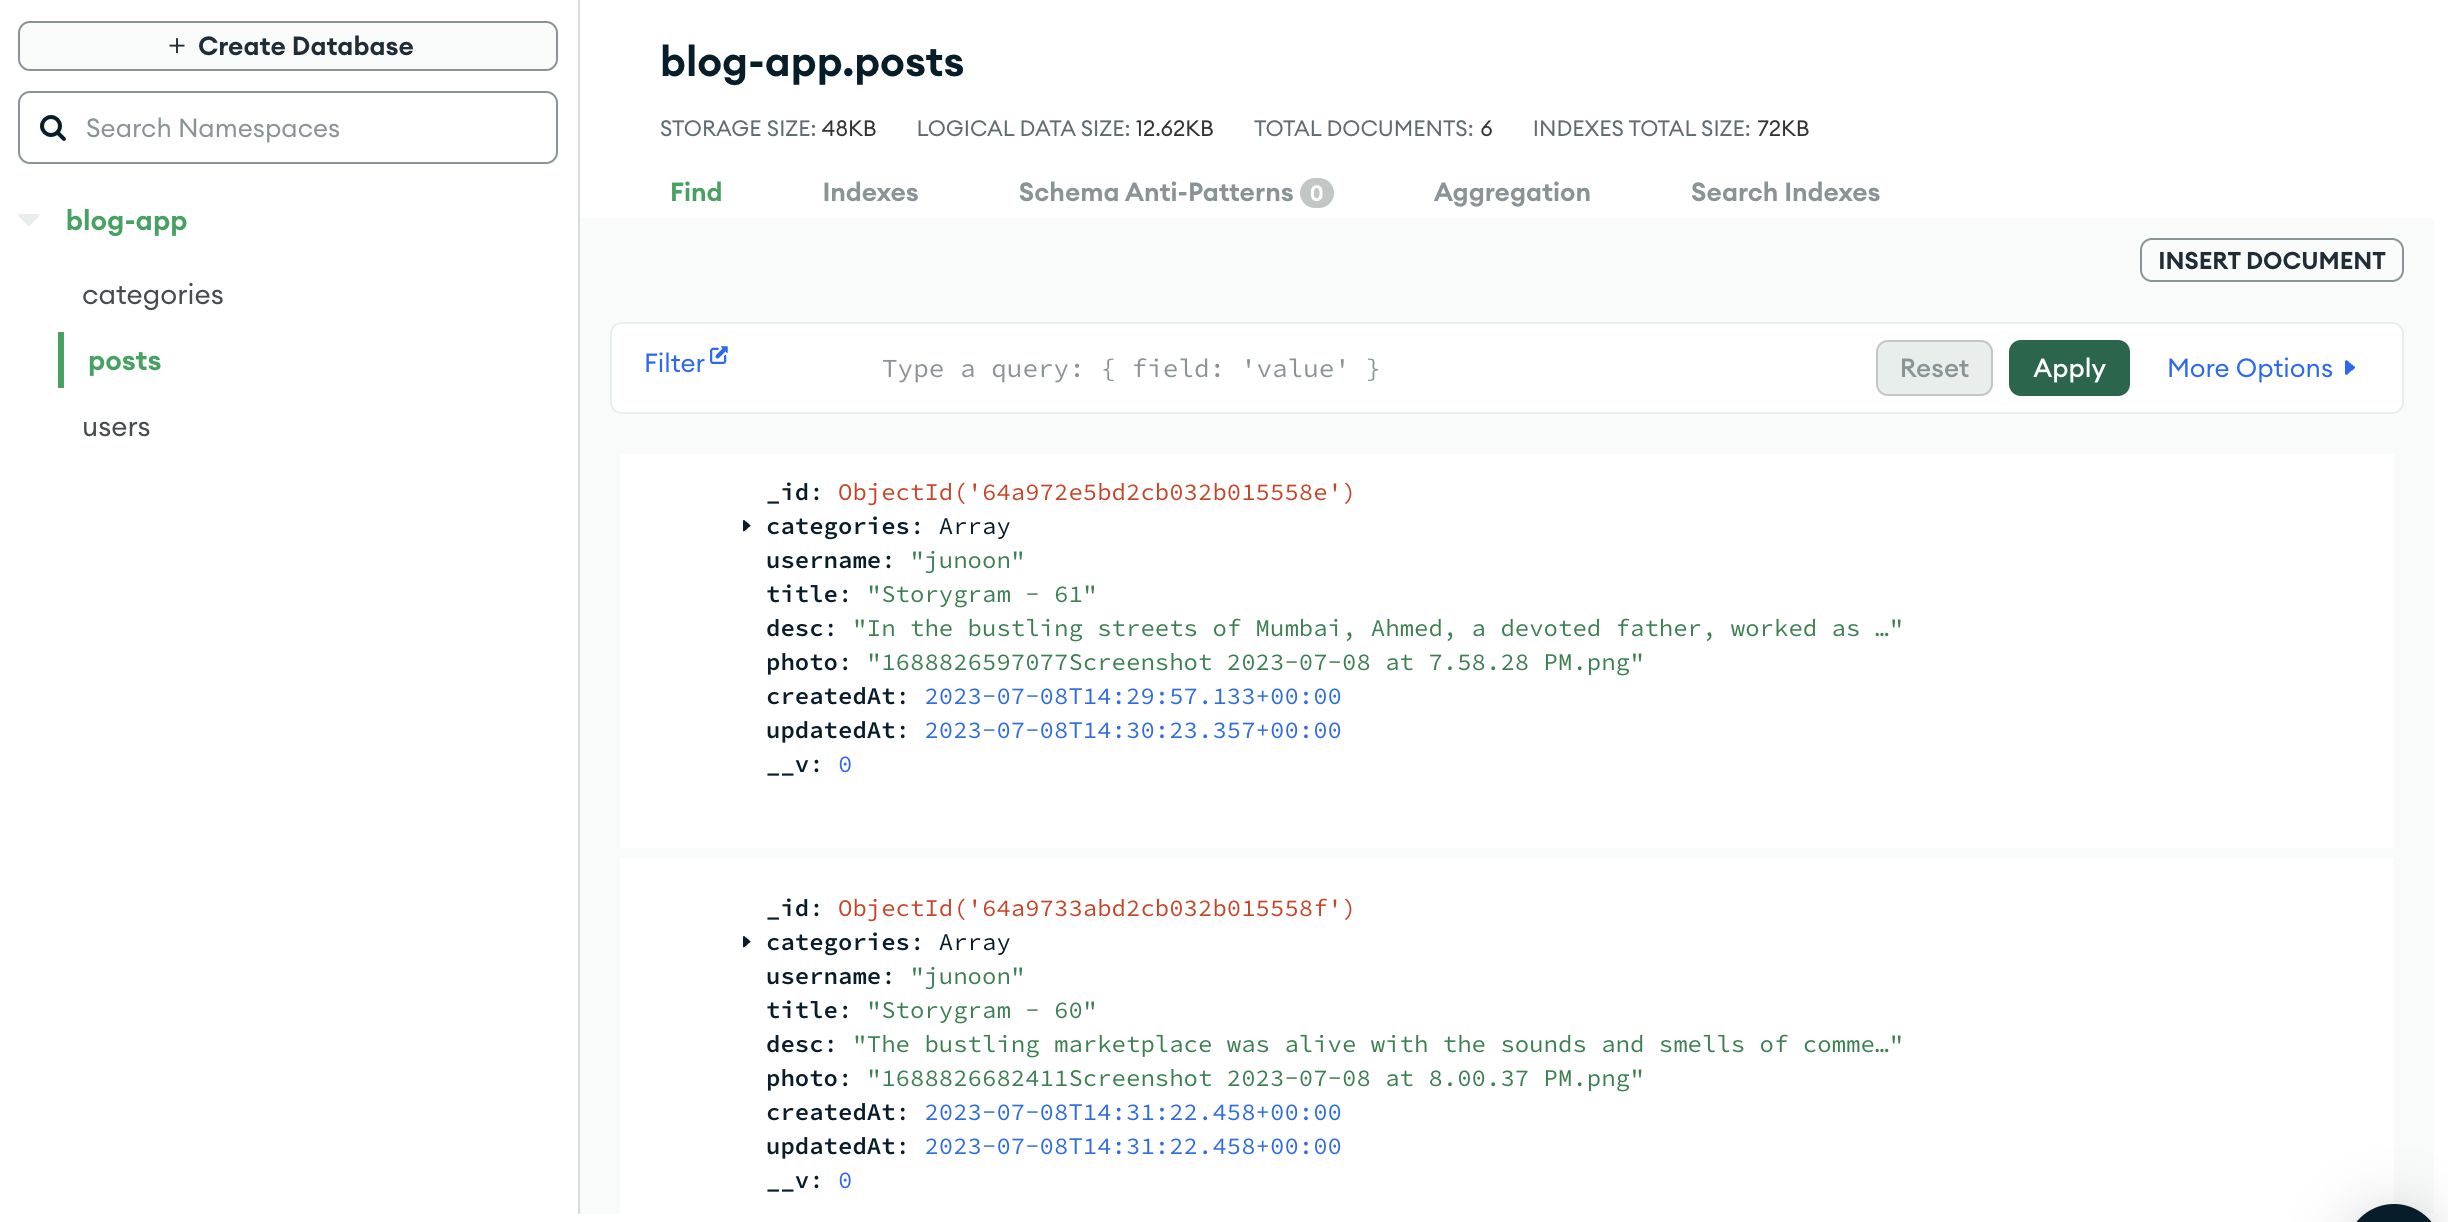 + Create Database
Search Namespaces
blog-app
categories
posts
users
blog-app.posts
STORAGE SIZE: 48KB LOGICAL DATA SIZE: 12.62KB TOTAL DOCUMENTS: 6 INDEXES TOTAL SIZE: 72KB
Find Indexes Schema Anti-Patterns 0 Aggregation Search Indexes
INSERT DOCUMENT
Filter Type a query: { field: 'value' } Reset Apply More Options
_id: ObjectId('64a972e5bd2cb032b015558e')
categories: Array
username: "junoon"
title: "Storygram - 61"
desc: "In the bustling streets of Mumbai, Ahmed, a devoted father, worked as …"
photo: "1688826597077Screenshot 2023-07-08 at 7.58.28 PM.png"
createdAt: 2023-07-08T14:29:57.133+00:00
updatedAt: 2023-07-08T14:30:23.357+00:00
__v: 0
_id: ObjectId('64a9733abd2cb032b015558f')
categories: Array
username: "junoon"
title: "Storygram - 60"
desc: "The bustling marketplace was alive with the sounds and smells of comme…"
photo: "1688826682411Screenshot 2023-07-08 at 8.00.37 PM.png"
createdAt: 2023-07-08T14:31:22.458+00:00
updatedAt: 2023-07-08T14:31:22.458+00:00
__v: 0